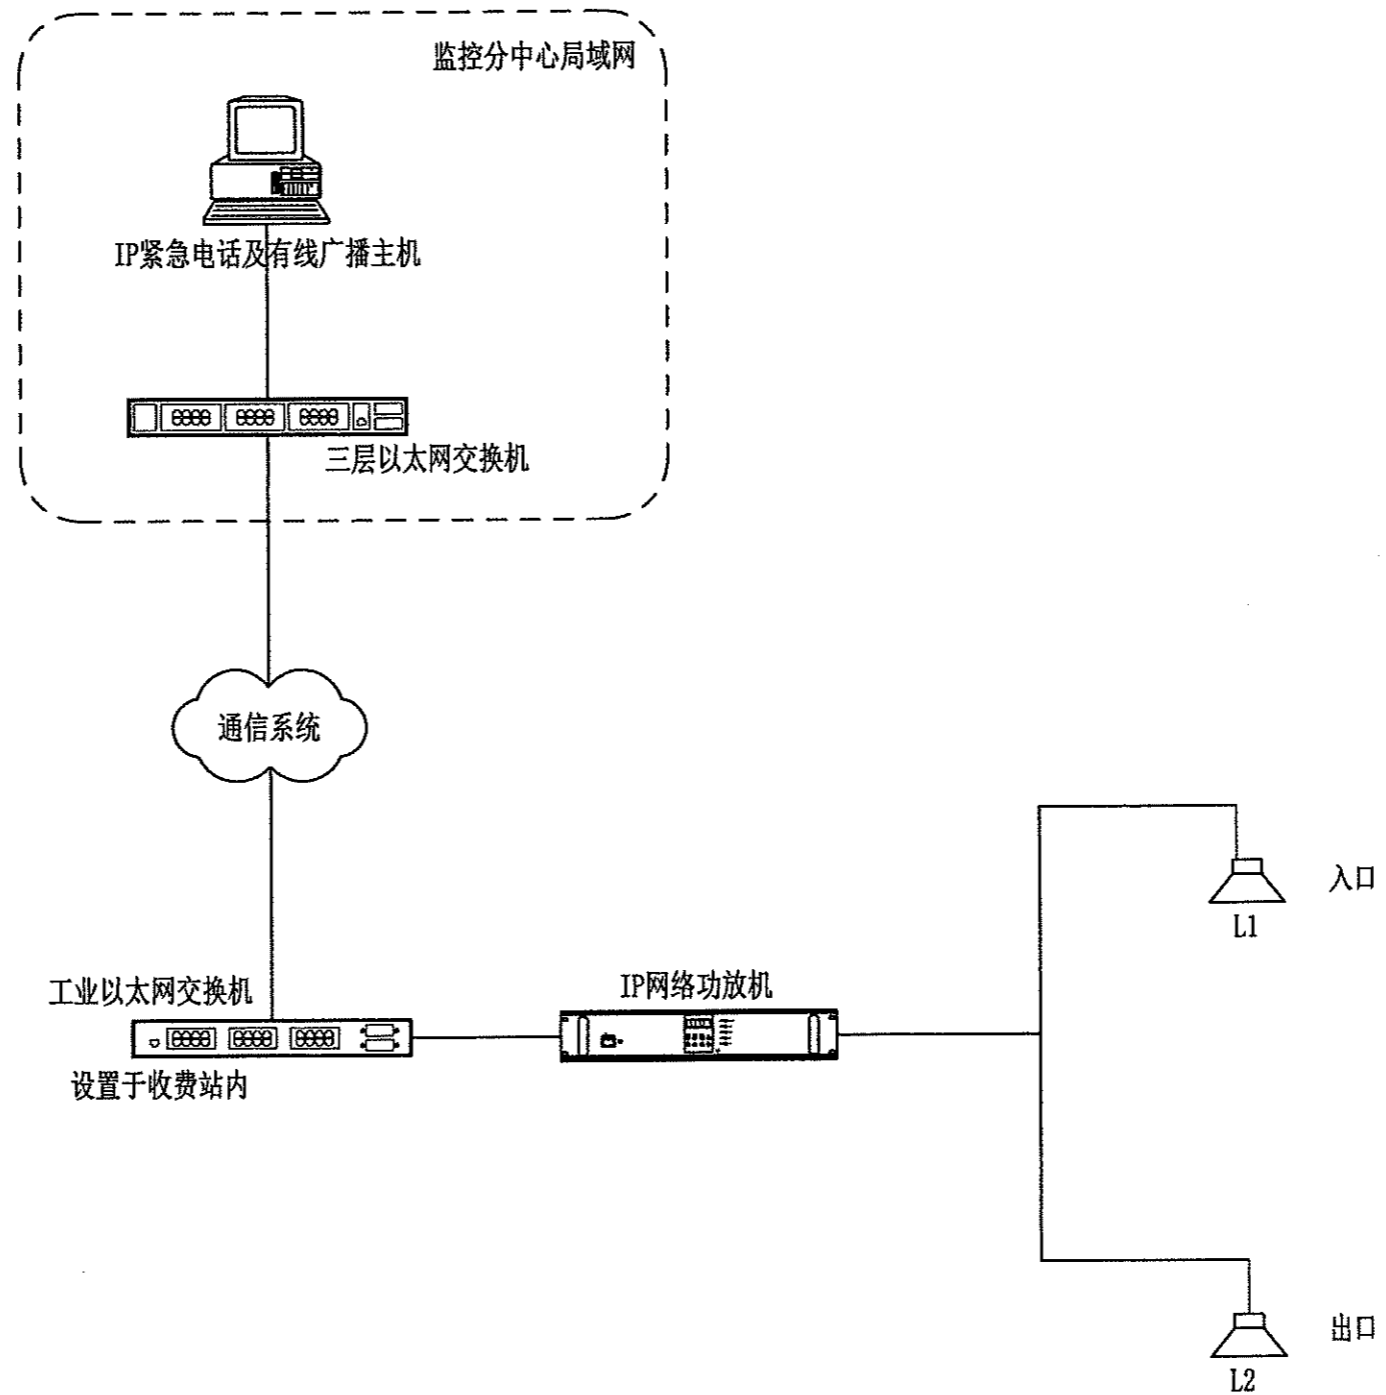 监控分中心局域网
IP紧急电话及有线广播主机
三层以太网交换机
通信系统
入口
L1
工业以太网交换机
IP网络功放机
设置于收费站内
出口
L2